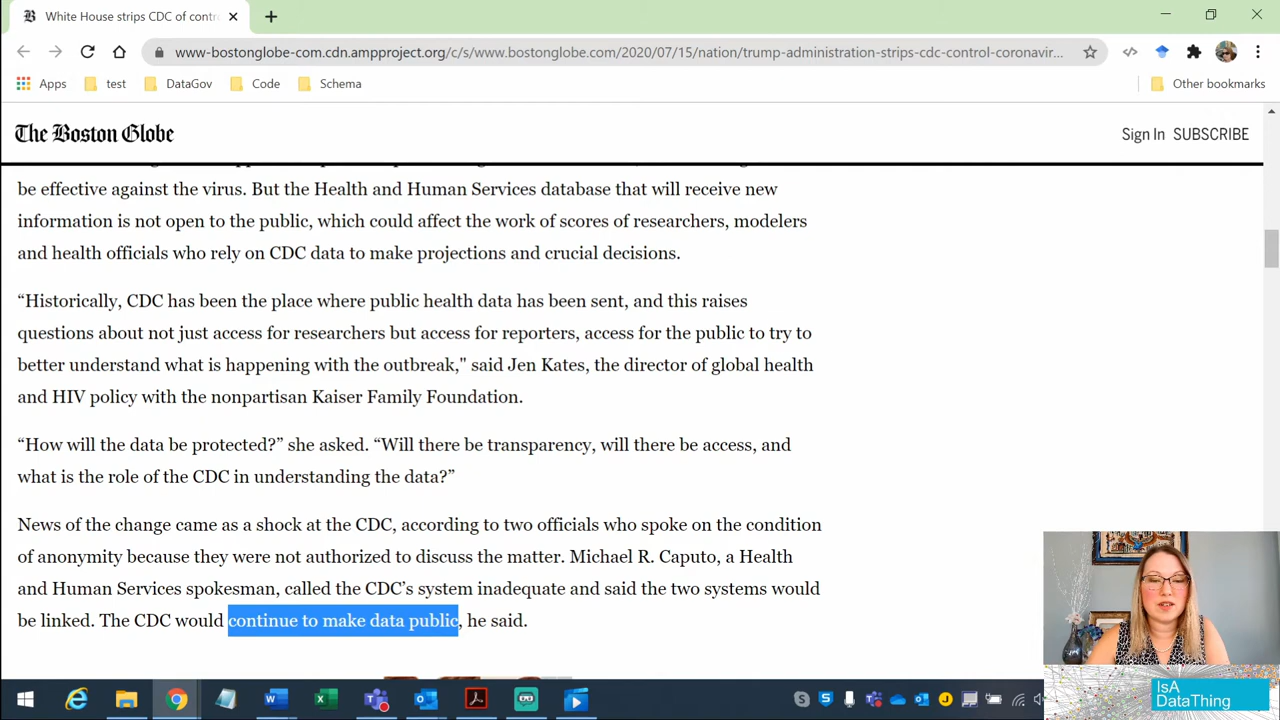 White House strips CDC of contr
www-bostonglobe-com.cdn.ampproject.org/c/s/www.bostonglobe.com/2020/07/15/nation/trump-administration-strips-cdc-control-coronavir...
Apps test DataGov Code Schema Other bookmarks
The Boston Globe
Sign In SUBSCRIBE
be effective against the virus. But the Health and Human Services database that will receive new
information is not open to the public, which could affect the work of scores of researchers, modelers
and health officials who rely on CDC data to make projections and crucial decisions.
“Historically, CDC has been the place where public health data has been sent, and this raises
questions about not just access for researchers but access for reporters, access for the public to try to
better understand what is happening with the outbreak," said Jen Kates, the director of global health
and HIV policy with the nonpartisan Kaiser Family Foundation.
“How will the data be protected?” she asked. “Will there be transparency, will there be access, and
what is the role of the CDC in understanding the data?”
News of the change came as a shock at the CDC, according to two officials who spoke on the condition
of anonymity because they were not authorized to discuss the matter. Michael R. Caputo, a Health
and Human Services spokesman, called the CDC’s system inadequate and said the two systems would
be linked. The CDC would continue to make data public, he said.
IsA
DataThing